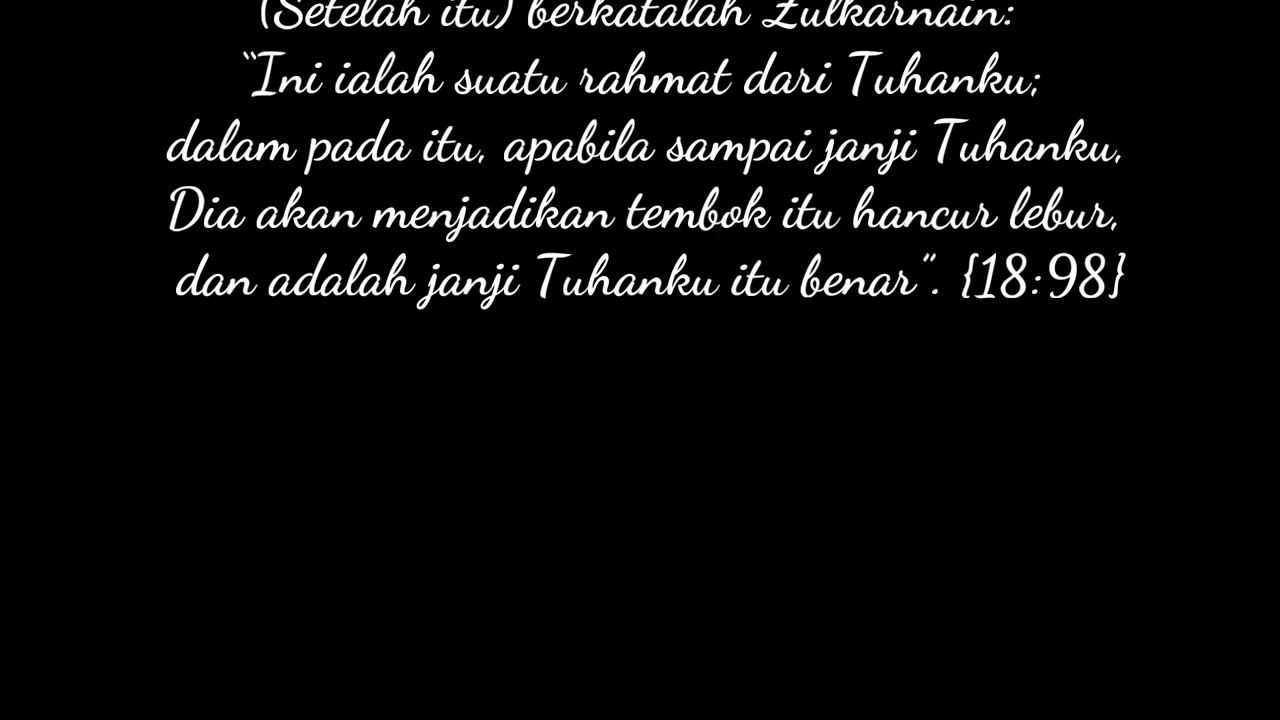 (Setelah itu) berkatalah Zulkarnain:
"Ini ialah suatu rahmat dari Tuhanku;
dalam pada itu, apabila sampai janji Tuhanku,
Dia akan menjadikan tembok itu hancur lebur,
dan adalah janji Tuhanku itu benar". {18:98}